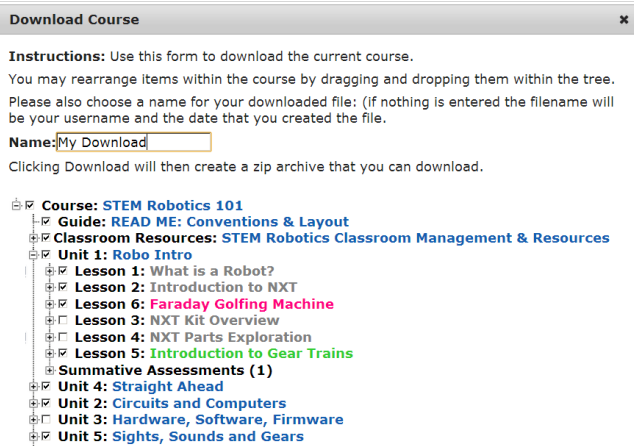 Download Course
Instructions: Use this form to download the current course.
You may rearrange items within the course by dragging and dropping them within the tree.
Please also choose a name for your downloaded file: (if nothing is entered the filename will
be your username and the date that you created the file.
Name: My Download
Clicking Download will then create a zip archive that you can download.
Course: STEM Robotics 101
Guide: READ ME: Conventions & Layout
Classroom Resources: STEM Robotics Classroom Management & Resources
Unit 1: Robo Intro
Lesson 1: What is a Robot?
Lesson 2: Introduction to NXT
Lesson 6: Faraday Golfing Machine
Lesson 3: NXT Kit Overview
Lesson 4: NXT Parts Exploration
Lesson 5: Introduction to Gear Trains
Summative Assessments (1)
Unit 4: Straight Ahead
Unit 2: Circuits and Computers
Unit 3: Hardware, Software, Firmware
Unit 5: Sights, Sounds and Gears